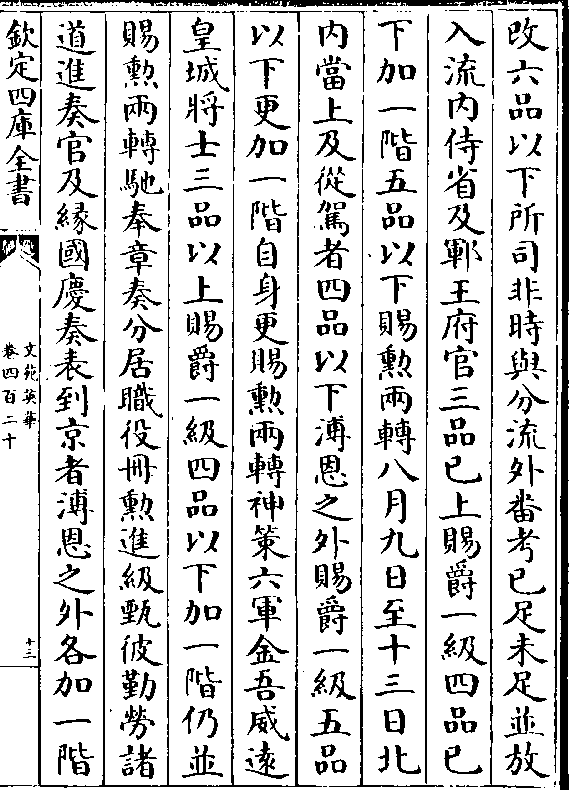 改六品以下所司非時與分流外番考已足未足並放
入流内侍省及鄆王府官三品已上賜爵一級四品已
下加一階五品以下賜勲兩轉八月九日至十三日北
内當上及從駕者四品以下溥恩之外賜爵一級五品
以下更加一階自身更賜勲兩轉神策六軍金吾威逺
皇城將士三品以上賜爵一級四品以下加一階仍並
賜勲兩轉馳奉章奏分居職役冊勲進級甄彼勤勞諸
道進奏官及縁國慶奏表到京者溥恩之外各加一階
欽定四庫全書
文苑英華
卷四百二十
十三